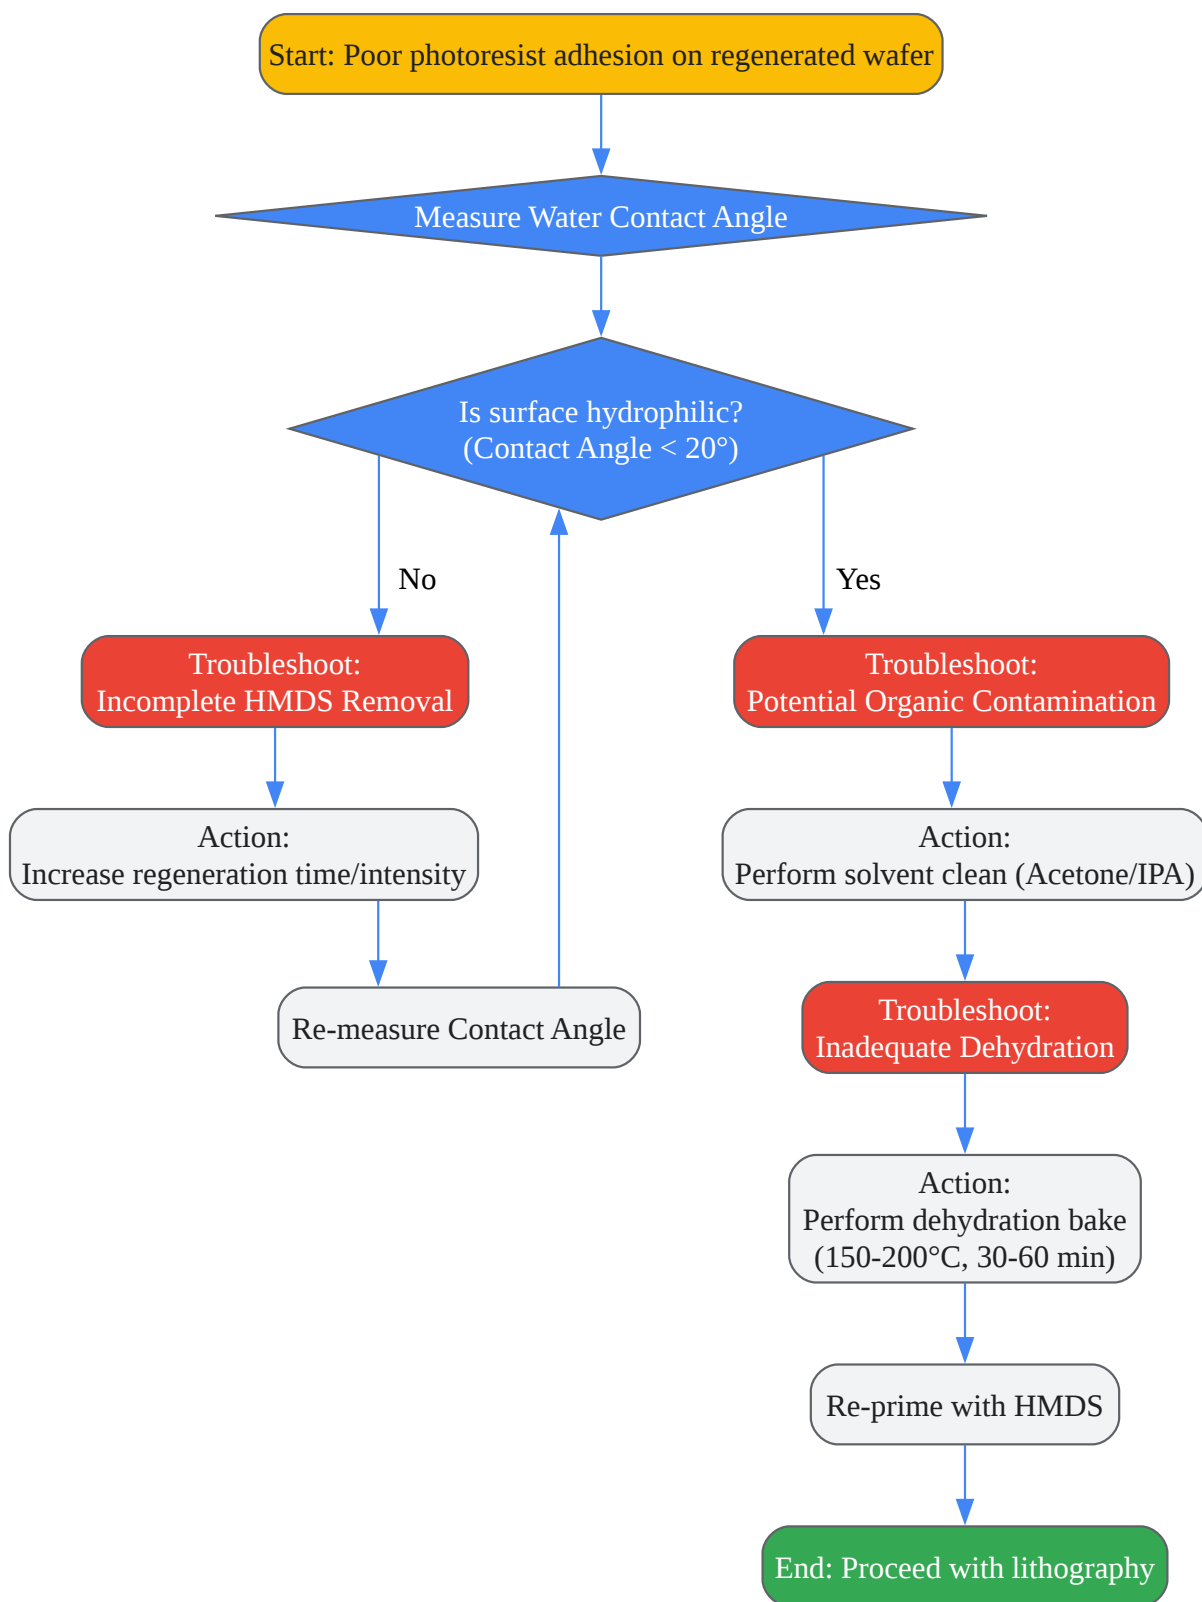 Start: Poor photoresist adhesion on regenerated wafer
Measure Water Contact Angle
Is surface hydrophilic?
(Contact Angle < 20°)
No
Yes
Troubleshoot:
Incomplete HMDS Removal
Troubleshoot:
Potential Organic Contamination
Action:
Increase regeneration time/intensity
Action:
Perform solvent clean (Acetone/IPA)
Re-measure Contact Angle
Troubleshoot:
Inadequate Dehydration
Action:
Perform dehydration bake
(150-200°C, 30-60 min)
Re-prime with HMDS
End: Proceed with lithography